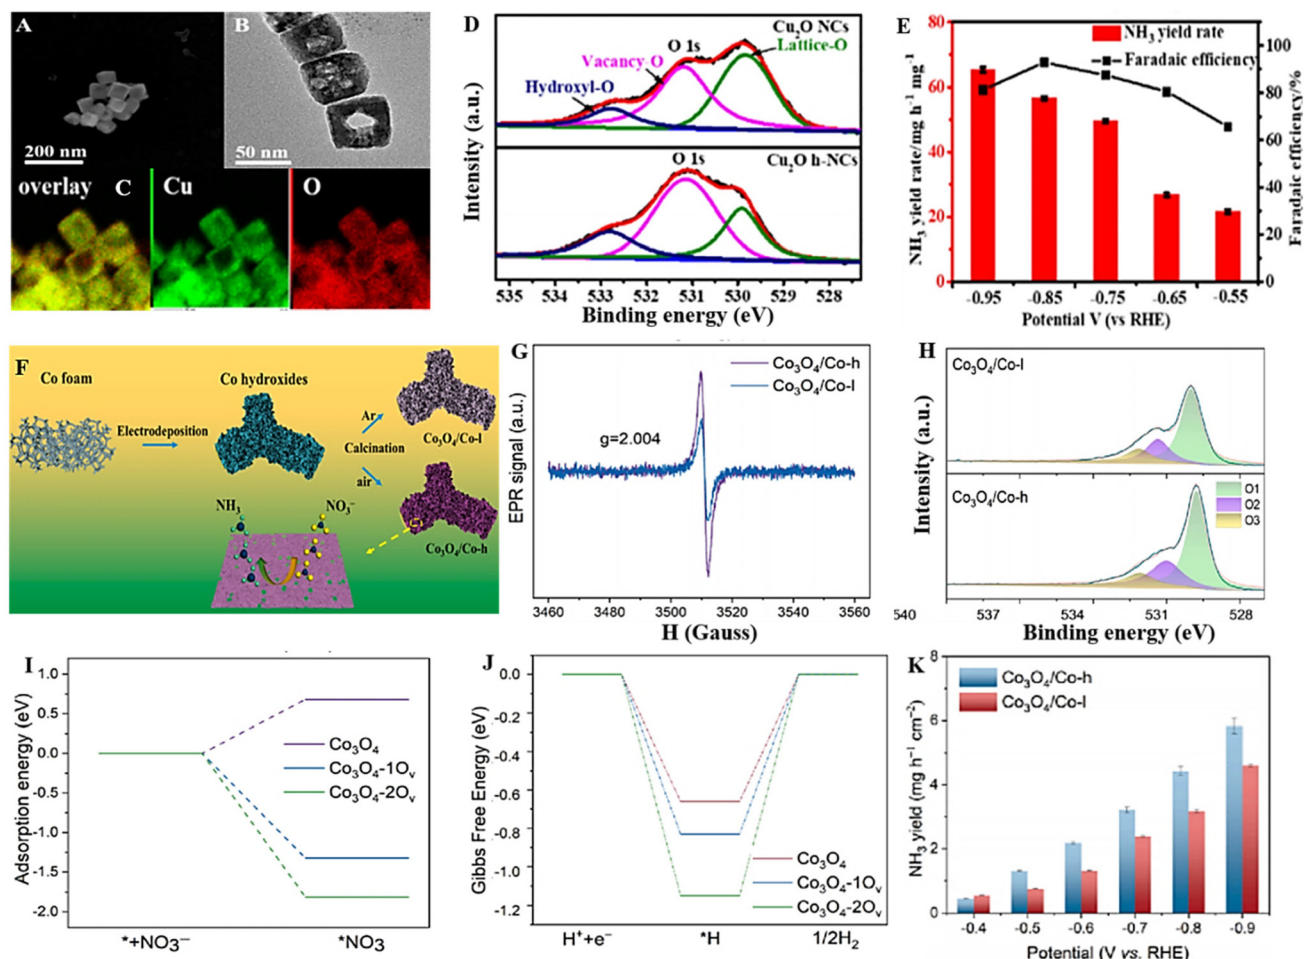 A
200 nm
B
50 nm
overlay C
Cu
O
D
Cu₂O NCs
O 1s
Lattice-O
Vacancy-O
Hydroxyl-O
O 1s
Cu₂O h-NCs
Intensity (a.u.)
535 534 533 532 531 530 529 528
Binding energy (eV)
E
NH₃ yield rate
Faradaic efficiency
NH₃ yield rate/mg h⁻¹ mg⁻¹
80
60
40
20
0
Faradaic efficiency/%
100
80
60
40
20
0
-0.95 -0.85 -0.75 -0.65 -0.55
Potential V (vs RHE)
F
Co foam
Electrodeposition
Co hydroxides
Ar
Calcination
air
Co₃O₄/Co-l
Co₃O₄/Co-h
NH₃
NO₃⁻
G
Co₃O₄/Co-h
Co₃O₄/Co-l
g=2.004
EPR signal (a.u.)
3460 3480 3500 3520 3540 3560
H (Gauss)
H
Co₃O₄/Co-l
Co₃O₄/Co-h
O1
O2
O3
Intensity (a.u.)
540 537 534 531 528
Binding energy (eV)
I
Adsorption energy (eV)
1.0
0.5
0.0
-0.5
-1.0
-1.5
-2.0
Co₃O₄
Co₃O₄-1Oᵥ
Co₃O₄-2Oᵥ
*+NO₃⁻ *NO₃
J
Gibbs Free Energy (eV)
0.0
-0.2
-0.4
-0.6
-0.8
-1.0
-1.2
Co₃O₄
Co₃O₄-1Oᵥ
Co₃O₄-2Oᵥ
H⁺+e⁻ *H 1/2H₂
K
Co₃O₄/Co-h
Co₃O₄/Co-l
NH₃ yield (mg h⁻¹ cm⁻²)
8
6
4
2
0
-0.4 -0.5 -0.6 -0.7 -0.8 -0.9
Potential (V vs. RHE)